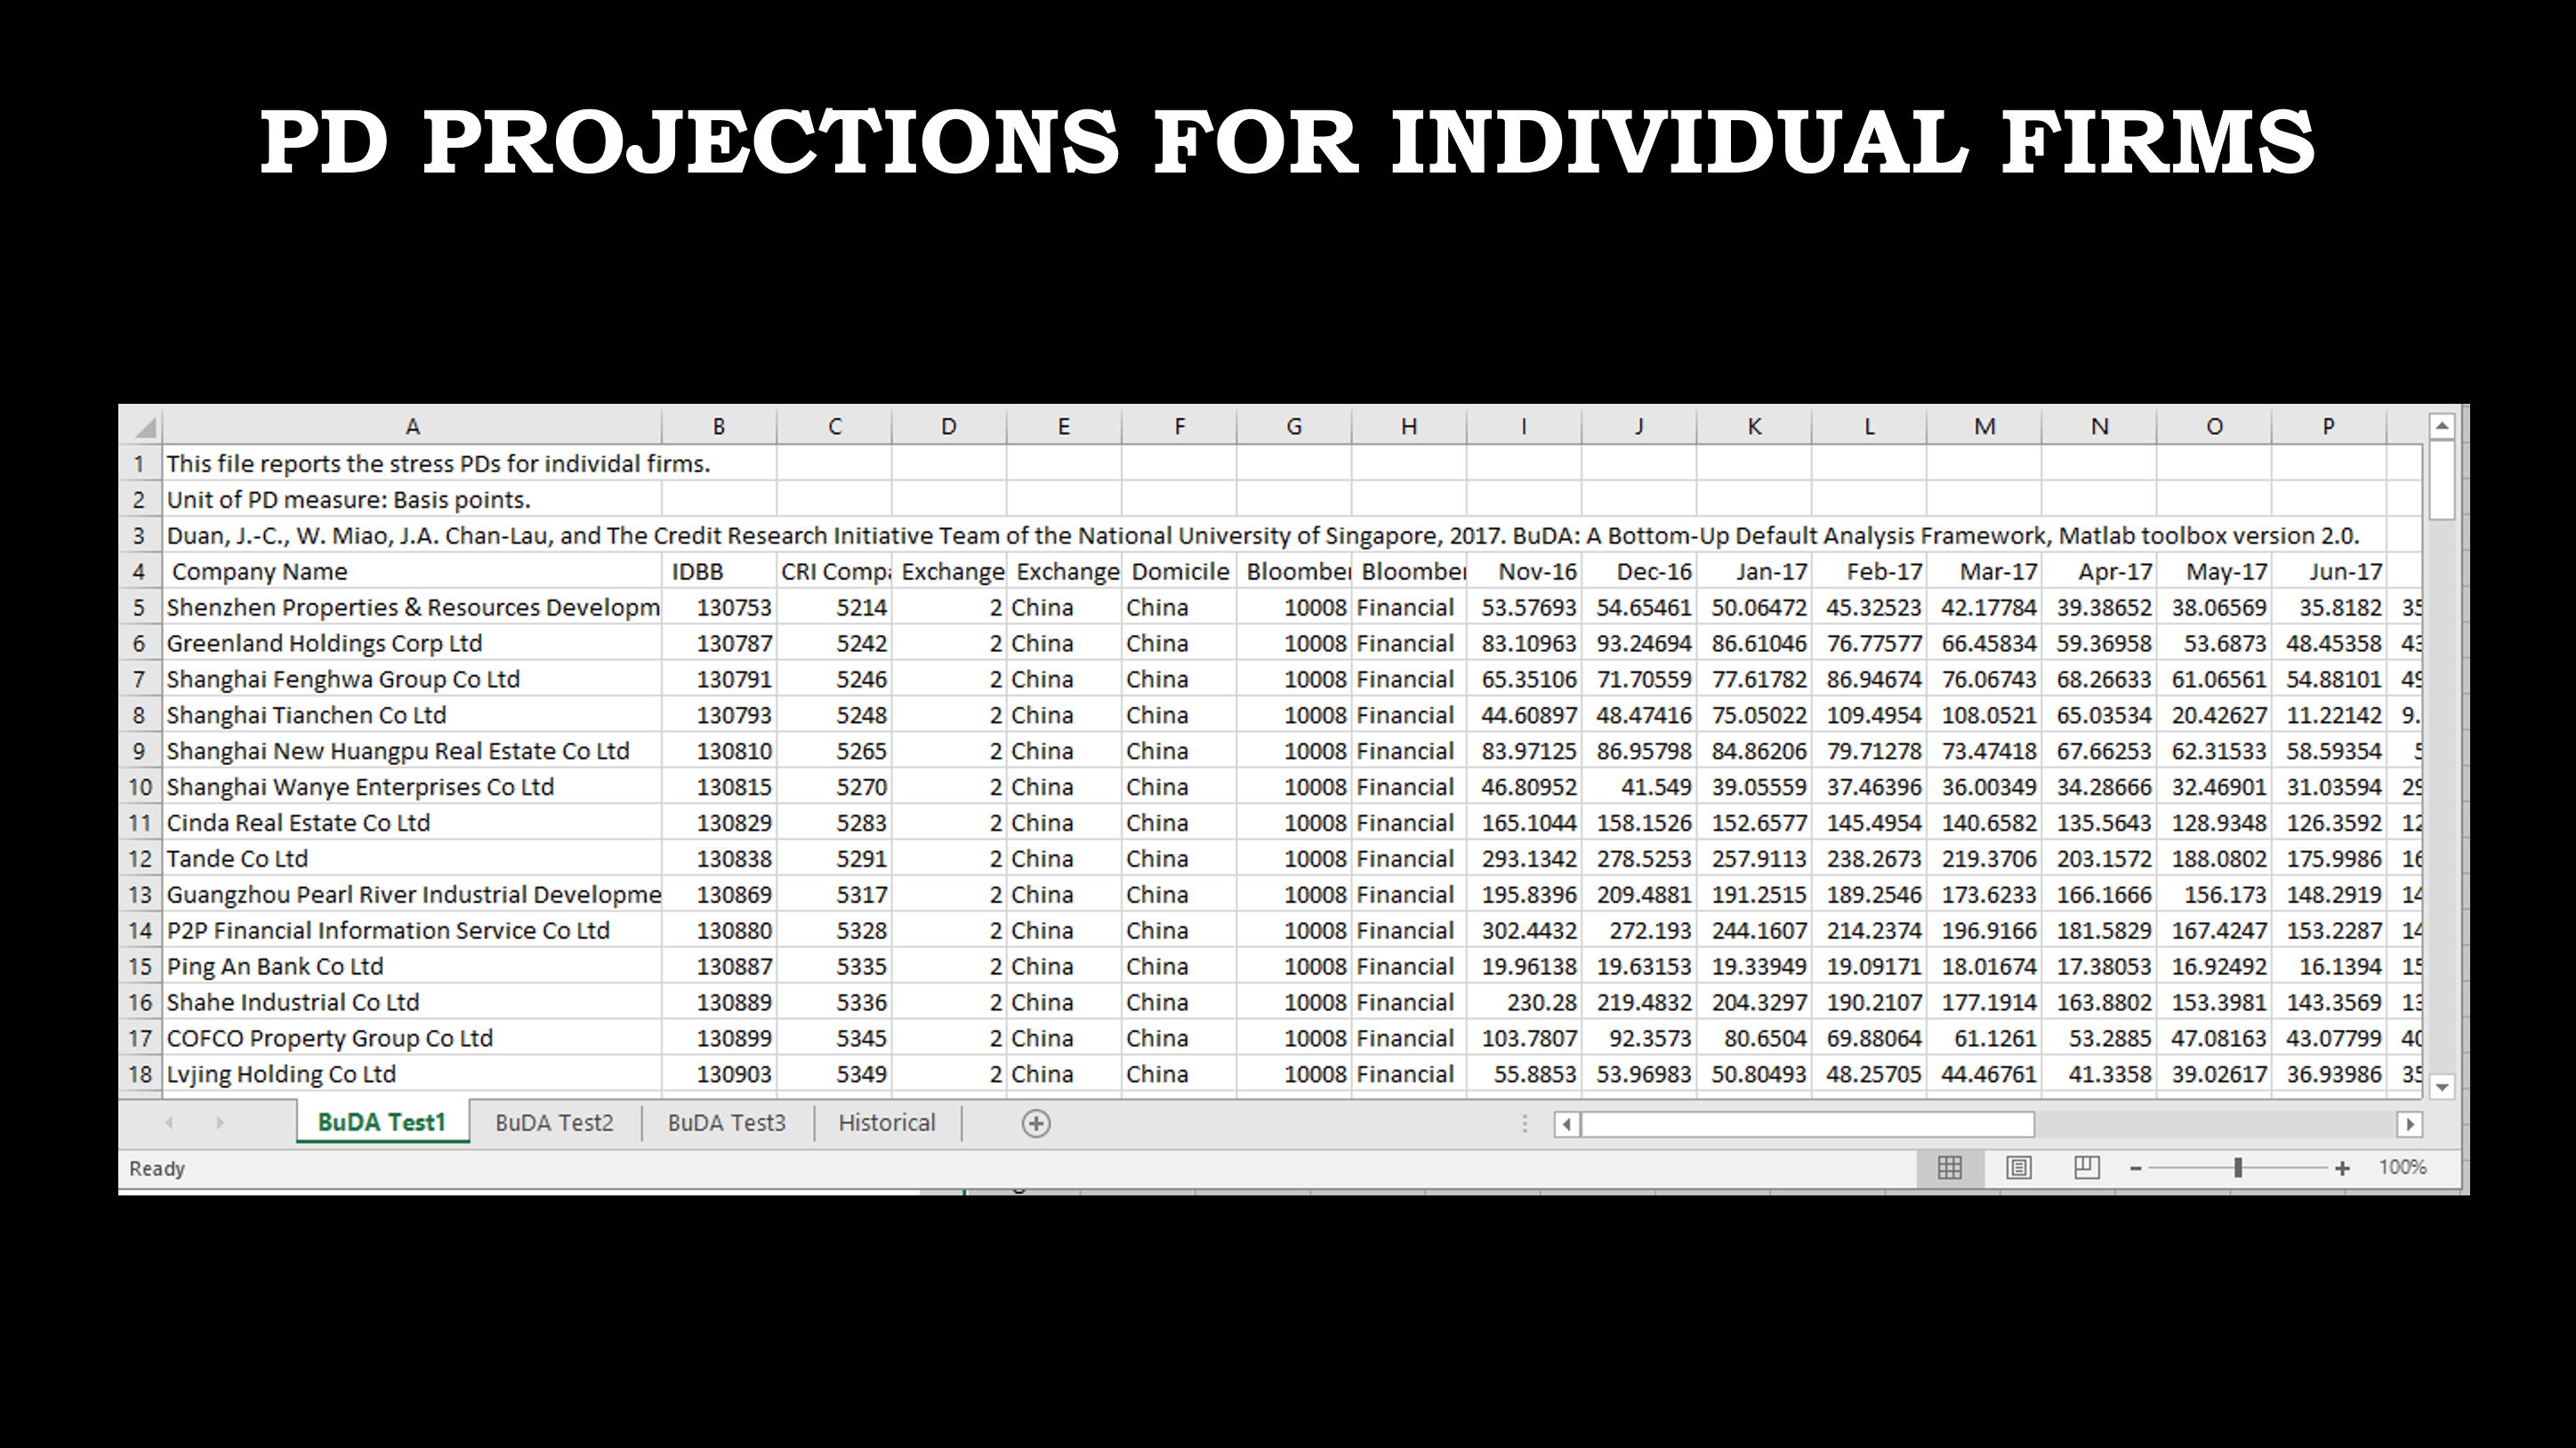 PD PROJECTIONS FOR INDIVIDUAL FIRMS
A B C D E F G H I J K L M N O P
1 This file reports the stress PDs for individal firms.
2 Unit of PD measure: Basis points.
3 Duan, J.-C., W. Miao, J.A. Chan-Lau, and The Credit Research Initiative Team of the National University of Singapore, 2017. BuDA: A Bottom-Up Default Analysis Framework, Matlab toolbox version 2.0.
4 Company Name IDBB CRI Comp Exchange Exchange Domicile Bloombe Bloombe Nov-16 Dec-16 Jan-17 Feb-17 Mar-17 Apr-17 May-17 Jun-17
5 Shenzhen Properties & Resources Developm 130753 5214 2 China China 10008 Financial 53.57693 54.65461 50.06472 45.32523 42.17784 39.38652 38.06569 35.8182 35
6 Greenland Holdings Corp Ltd 130787 5242 2 China China 10008 Financial 83.10963 93.24694 86.61046 76.77577 66.45834 59.36958 53.6873 48.45358 43
7 Shanghai Fenghwa Group Co Ltd 130791 5246 2 China China 10008 Financial 65.35106 71.70559 77.61782 86.94674 76.06743 68.26633 61.06561 54.88101 49
8 Shanghai Tianchen Co Ltd 130793 5248 2 China China 10008 Financial 44.60897 48.47416 75.05022 109.4954 108.0521 65.03534 20.42627 11.22142 9.
9 Shanghai New Huangpu Real Estate Co Ltd 130810 5265 2 China China 10008 Financial 83.97125 86.95798 84.86206 79.71278 73.47418 67.66253 62.31533 58.59354 5
10 Shanghai Wanye Enterprises Co Ltd 130815 5270 2 China China 10008 Financial 46.80952 41.549 39.05559 37.46396 36.00349 34.28666 32.46901 31.03594 29
11 Cinda Real Estate Co Ltd 130829 5283 2 China China 10008 Financial 165.1044 158.1526 152.6577 145.4954 140.6582 135.5643 128.9348 126.3592 12
12 Tande Co Ltd 130838 5291 2 China China 10008 Financial 293.1342 278.5253 257.9113 238.2673 219.3706 203.1572 188.0802 175.9986 16
13 Guangzhou Pearl River Industrial Developme 130869 5317 2 China China 10008 Financial 195.8396 209.4881 191.2515 189.2546 173.6233 166.1666 156.173 148.2919 14
14 P2P Financial Information Service Co Ltd 130880 5328 2 China China 10008 Financial 302.4432 272.193 244.1607 214.2374 196.9166 181.5829 167.4247 153.2287 14
15 Ping An Bank Co Ltd 130887 5335 2 China China 10008 Financial 19.96138 19.63153 19.33949 19.09171 18.01674 17.38053 16.92492 16.1394 15
16 Shahe Industrial Co Ltd 130889 5336 2 China China 10008 Financial 230.28 219.4832 204.3297 190.2107 177.1914 163.8802 153.3981 143.3569 13
17 COFCO Property Group Co Ltd 130899 5345 2 China China 10008 Financial 103.7807 92.3573 80.6504 69.88064 61.1261 53.2885 47.08163 43.07799 40
18 Lvjing Holding Co Ltd 130903 5349 2 China China 10008 Financial 55.8853 53.96983 50.80493 48.25705 44.46761 41.3358 39.02617 36.93986 35
BuDA Test1 BuDA Test2 BuDA Test3 Historical
Ready 100%